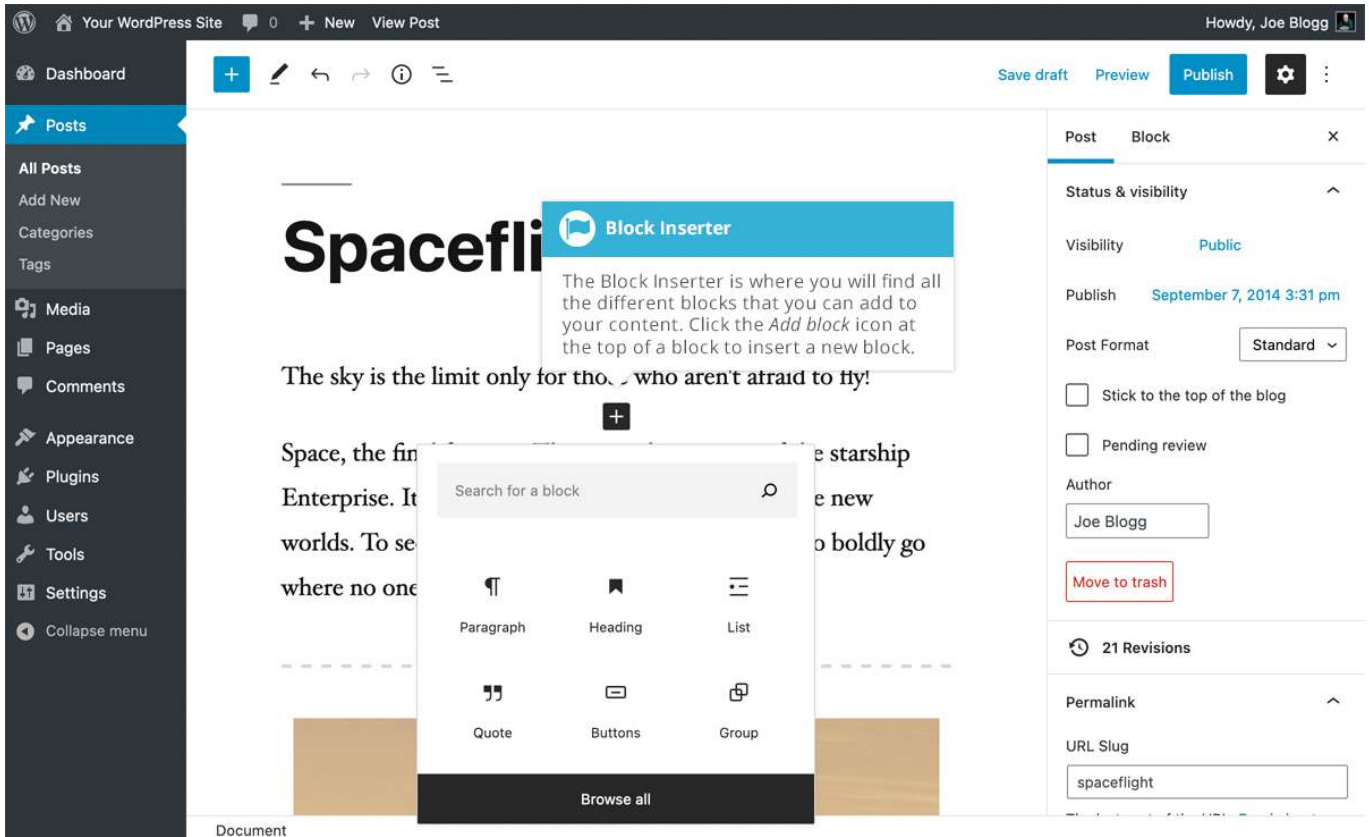 Your WordPress Site 0 New View Post Howdy, Joe Blogg
Dashboard
Posts
All Posts
Add New
Categories
Tags
Media
Pages
Comments
Appearance
Plugins
Users
Tools
Settings
Collapse menu
Save draft Preview Publish
Spacefli
Block Inserter
The Block Inserter is where you will find all
the different blocks that you can add to
your content. Click the Add block icon at
the top of a block to insert a new block.
The sky is the limit only for who aren't afraid to fly!
Space, the starship
Enterprise. It e new
worlds. To se o boldly go
where no one
Search for a block
Paragraph Heading List
Quote Buttons Group
Browse all
Document
Post Block
Status & visibility
Visibility Public
Publish September 7, 2014 3:31 pm
Post Format Standard
Stick to the top of the blog
Pending review
Author
Joe Blogg
Move to trash
21 Revisions
Permalink
URL Slug
spaceflight